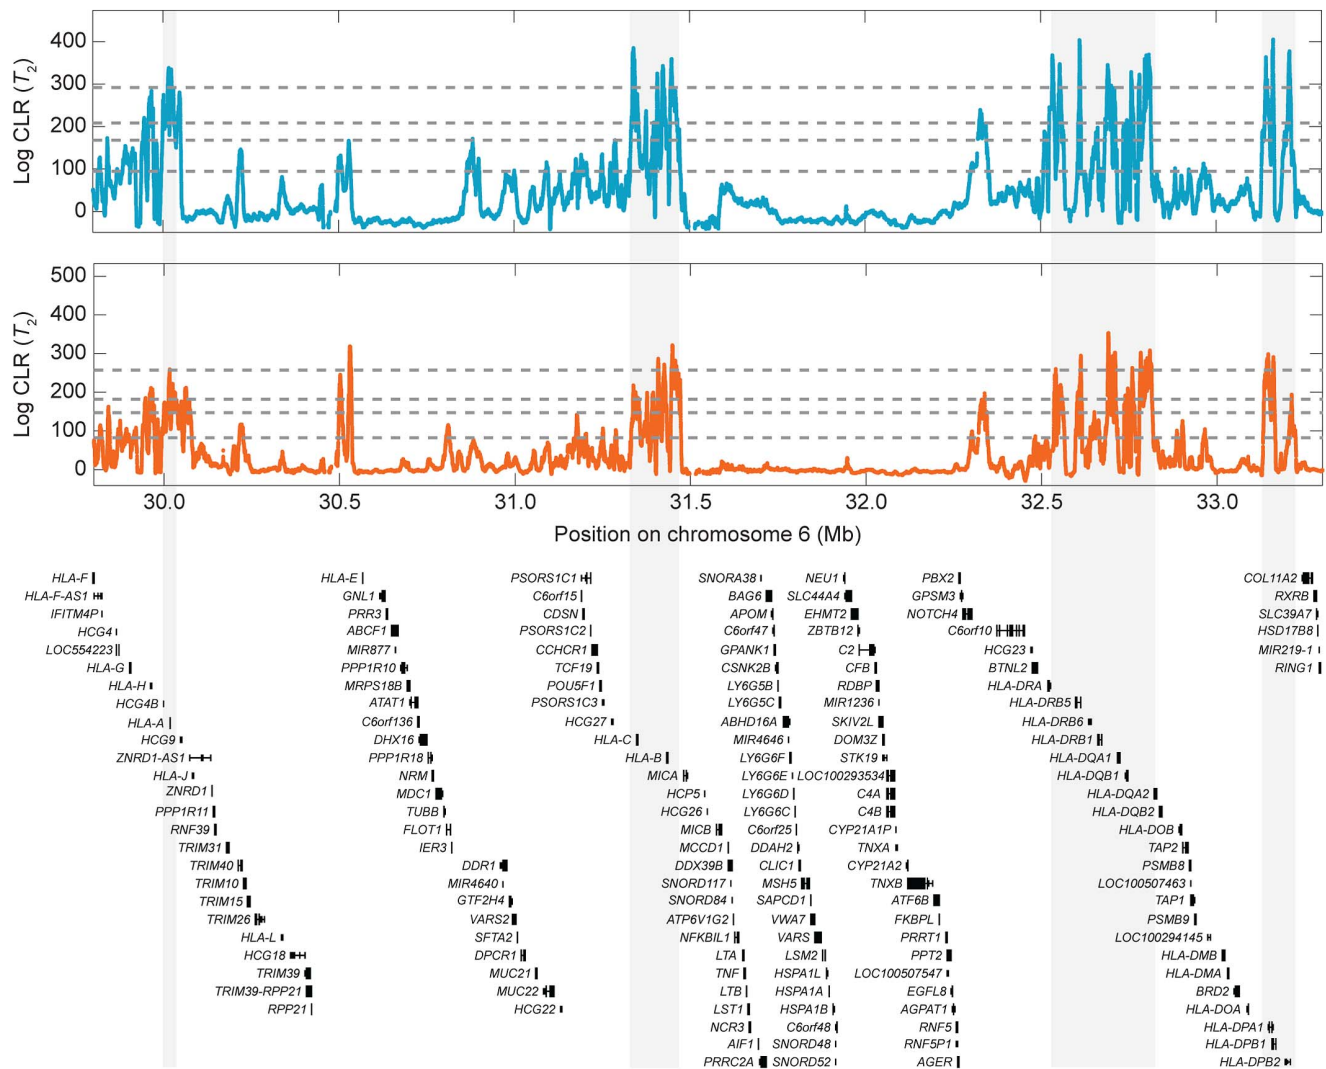 Log CLR (T2)
400
300
200
100
0
Log CLR (T2)
500
400
300
200
100
0
30.0 30.5 31.0 31.5 32.0 32.5 33.0
Position on chromosome 6 (Mb)
HLA-F HLA-E PSORS1C1 SNORA38 NEU1 PBX2 COL11A2
HLA-F-AS1 GNL1 C6orf15 BAG6 SLC44A4 GPSM3 RXRB
IFITM4P PRR3 CDSN APOM EHMT2 NOTCH4 SLC39A7
HCG4 ABCF1 PSORS1C2 C6orf47 ZBTB12 C6orf10 HSD17B8
LOC554223 MIR877 CCHCR1 GPANK1 C2 HCG23 MIR219-1
HLA-G PPP1R10 TCF19 CSNK2B CFB BTNL2 RING1
HLA-H MRPS18B POU5F1 LY6G5B RDBP HLA-DRA
HCG4B ATAT1 PSORS1C3 LY6G5C MIR1236 HLA-DRB5
HLA-A C6orf136 HCG27 ABHD16A SKIV2L HLA-DRB6
HCG9 DHX16 HLA-C MIR4646 DOM3Z HLA-DRB1
ZNRD1-AS1 PPP1R18 HLA-B LY6G6F STK19 HLA-DQA1
HLA-J NRM MICA LY6G6E LOC100293534 HLA-DQB1
ZNRD1 MDC1 HCP5 LY6G6D C4A HLA-DQA2
PPP1R11 TUBB HCG26 LY6G6C C4B HLA-DQB2
RNF39 FLOT1 MICB C6orf25 CYP21A1P HLA-DOB
TRIM31 IER3 MCCD1 DDAH2 TNXA TAP2
TRIM40 DDR1 DDX39B CLIC1 CYP21A2 PSMB8
TRIM10 MIR4640 SNORD117 MSH5 TNXB LOC100507463
TRIM15 GTF2H4 SNORD84 SAPCD1 ATF6B TAP1
TRIM26 VARS2 ATP6V1G2 VWA7 FKBPL PSMB9
HLA-L SFTA2 NFKBIL1 VARS PRRT1 LOC100294145
HCG18 DPCR1 LTA LSM2 PPT2 HLA-DMB
TRIM39 MUC21 TNF HSPA1L LOC100507547 HLA-DMA
TRIM39-RPP21 MUC22 LTB HSPA1A EGFL8 BRD2
RPP21 HCG22 LST1 HSPA1B AGPAT1 HLA-DOA
NCR3 C6orf48 RNF5 HLA-DPA1
AIF1 SNORD48 RNF5P1 HLA-DPB1
PRRC2A SNORD52 AGER HLA-DPB2